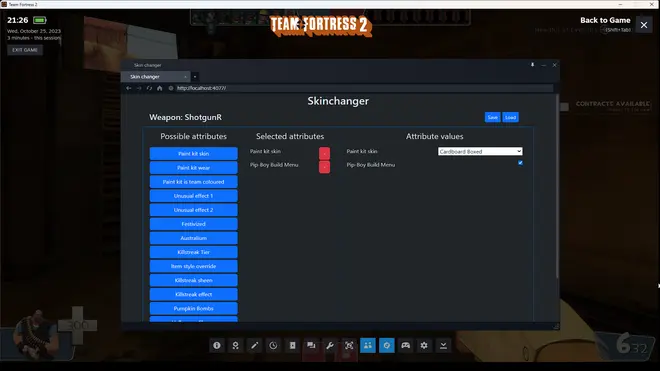 Team Fortress 2
21:26
Wed, October 25, 2023
3 minutes - this session
EXIT GAME
TEAM FORTRESS 2
Back to Game
(Shift+Tab)
CONTRACTS AVAILABLE
Skin changer
Skin changer
http://localhost:4077/
Skinchanger
Weapon: ShotgunR
Save
Load
Possible attributes
Selected attributes
Attribute values
Paint kit skin
Paint kit wear
Paint kit is team coloured
Unusual effect 1
Unusual effect 2
Festivized
Australium
Killstreak Tier
Item style override
Killstreak sheen
Killstreak effect
Pumpkin Bombs
Paint kit skin
-
Pip-Boy Build Menu
-
Paint kit skin
Cardboard Boxed
Pip-Boy Build Menu
300
6 32